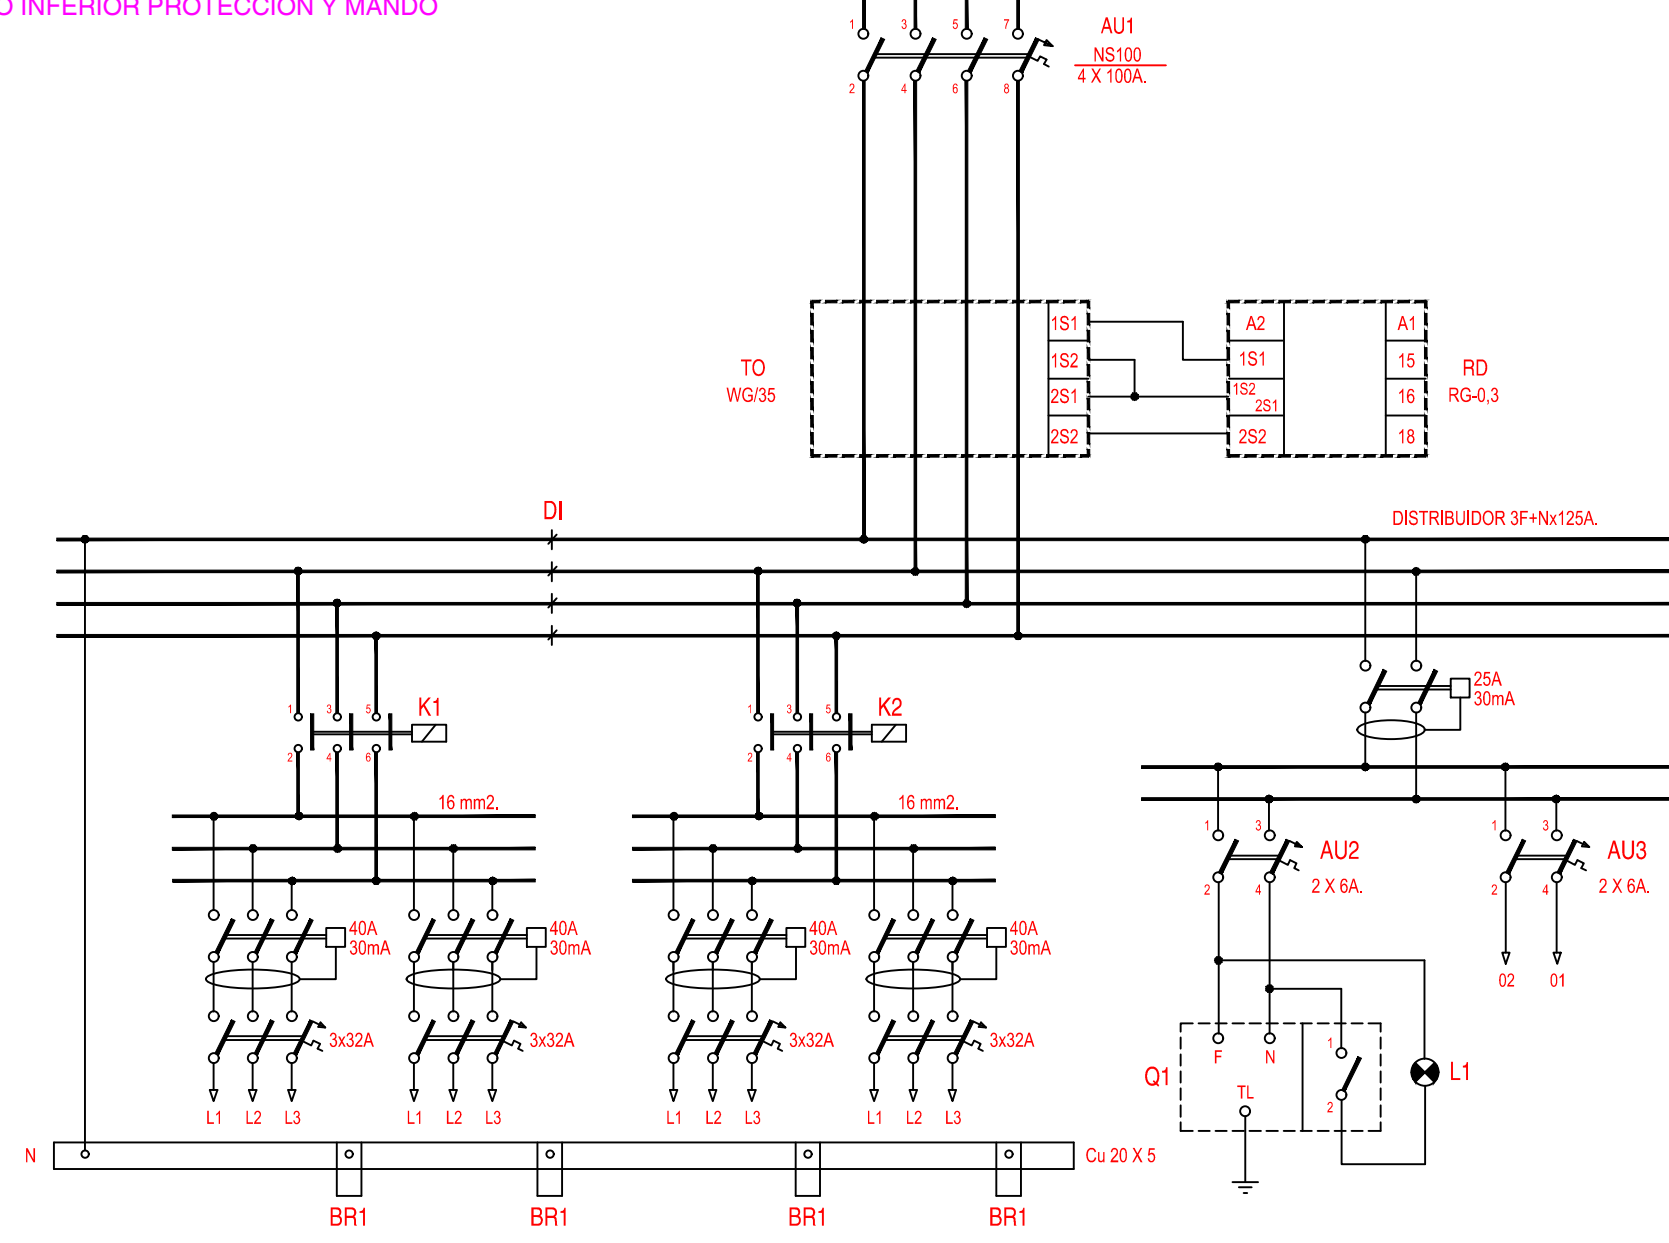 O INFERIOR PROTECCION Y MANDO
1 3 5 7
AU1
NS100
4 X 100A.
2 4 6 8
TO
WG/35
1S1
1S2
2S1
2S2
A2
1S1
1S2
2S1
2S2
A1
15
16
18
RD
RG-0,3
DI
DISTRIBUIDOR 3F+Nx125A.
1 3 5
K1
2 4 6
1 3 5
K2
2 4 6
25A
30mA
16 mm2.
16 mm2.
1 3
AU2
2 X 6A.
2 4
1 3
AU3
2 X 6A.
2 4
40A
30mA
40A
30mA
40A
30mA
40A
30mA
02 01
3x32A
3x32A
3x32A
3x32A
L1 L2 L3
L1 L2 L3
L1 L2 L3
L1 L2 L3
Q1
F N
TL
1
2
L1
N
Cu 20 X 5
BR1
BR1
BR1
BR1